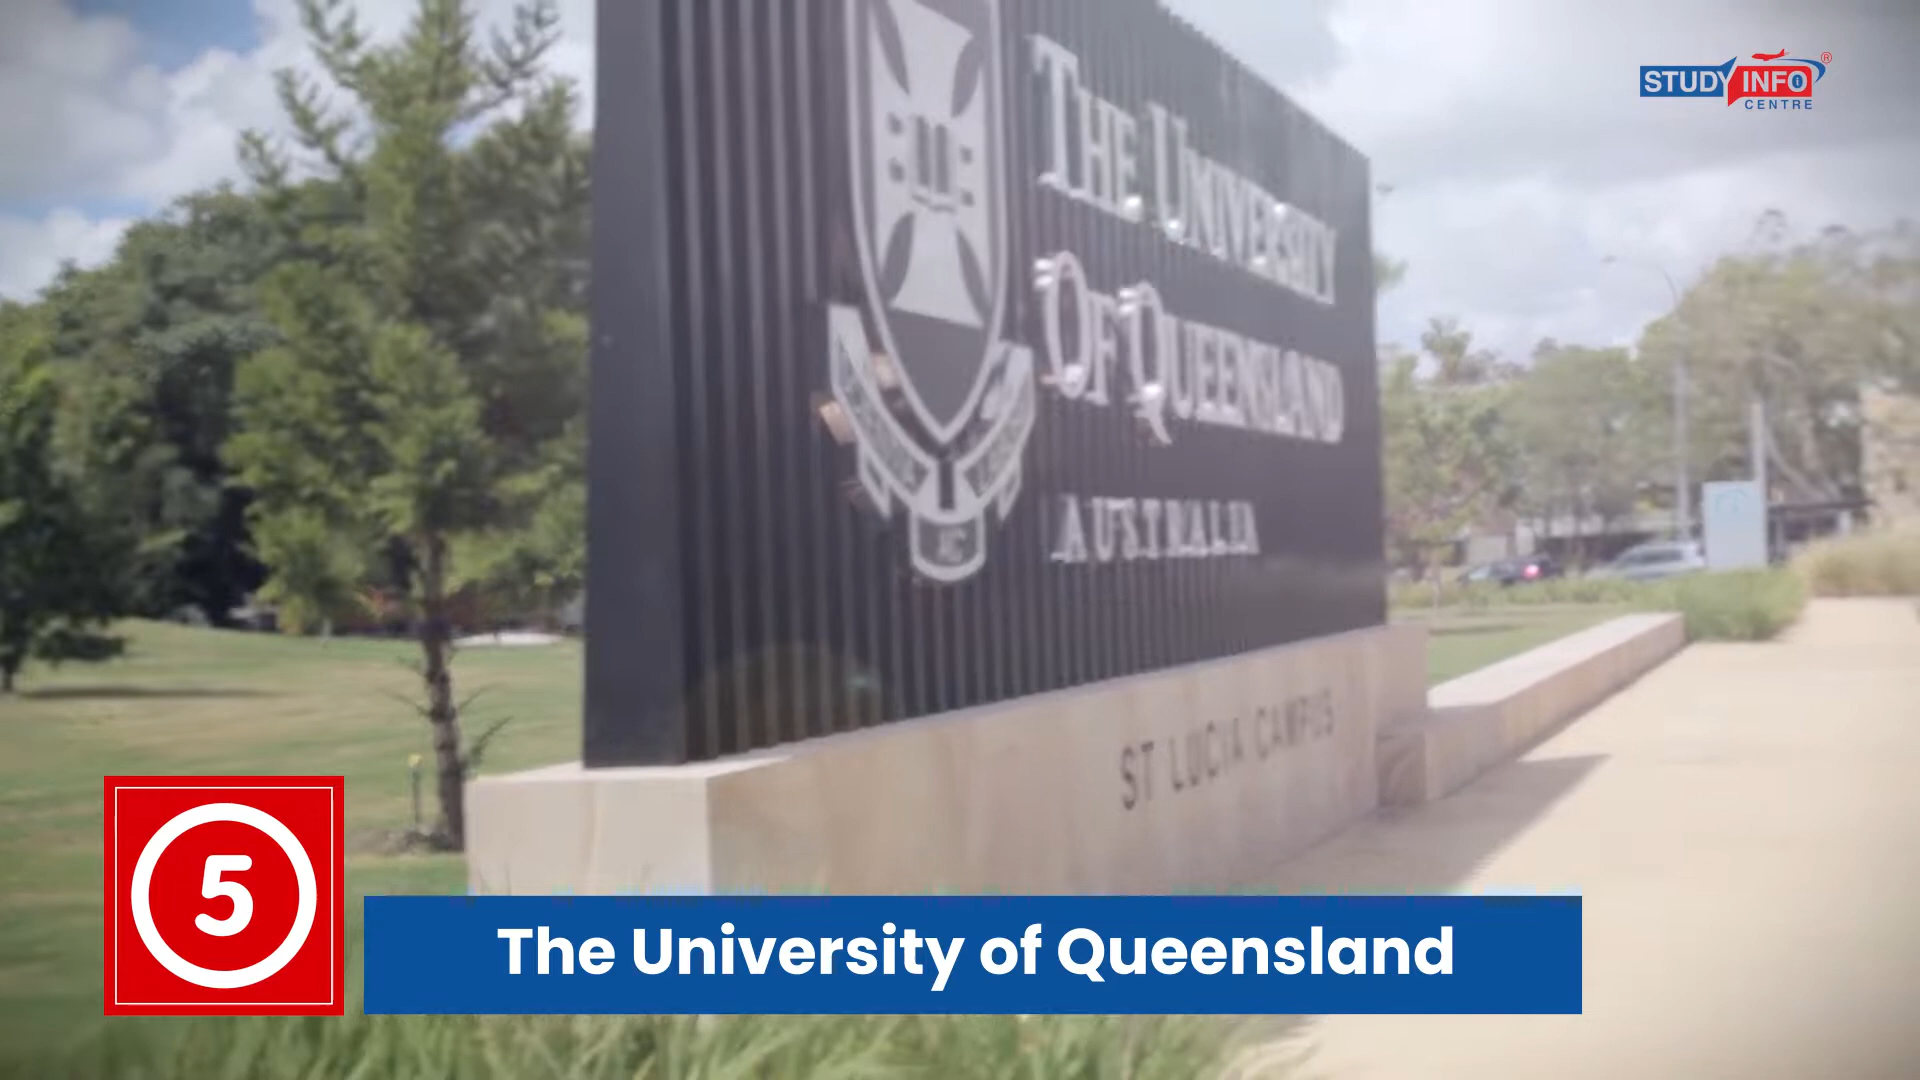 STUDY INFO
CENTRE
®
THE UNIVERSITY
OF QUEENSLAND
AUSTRALIA
ST LUCIA CAMPUS
5
The University of Queensland